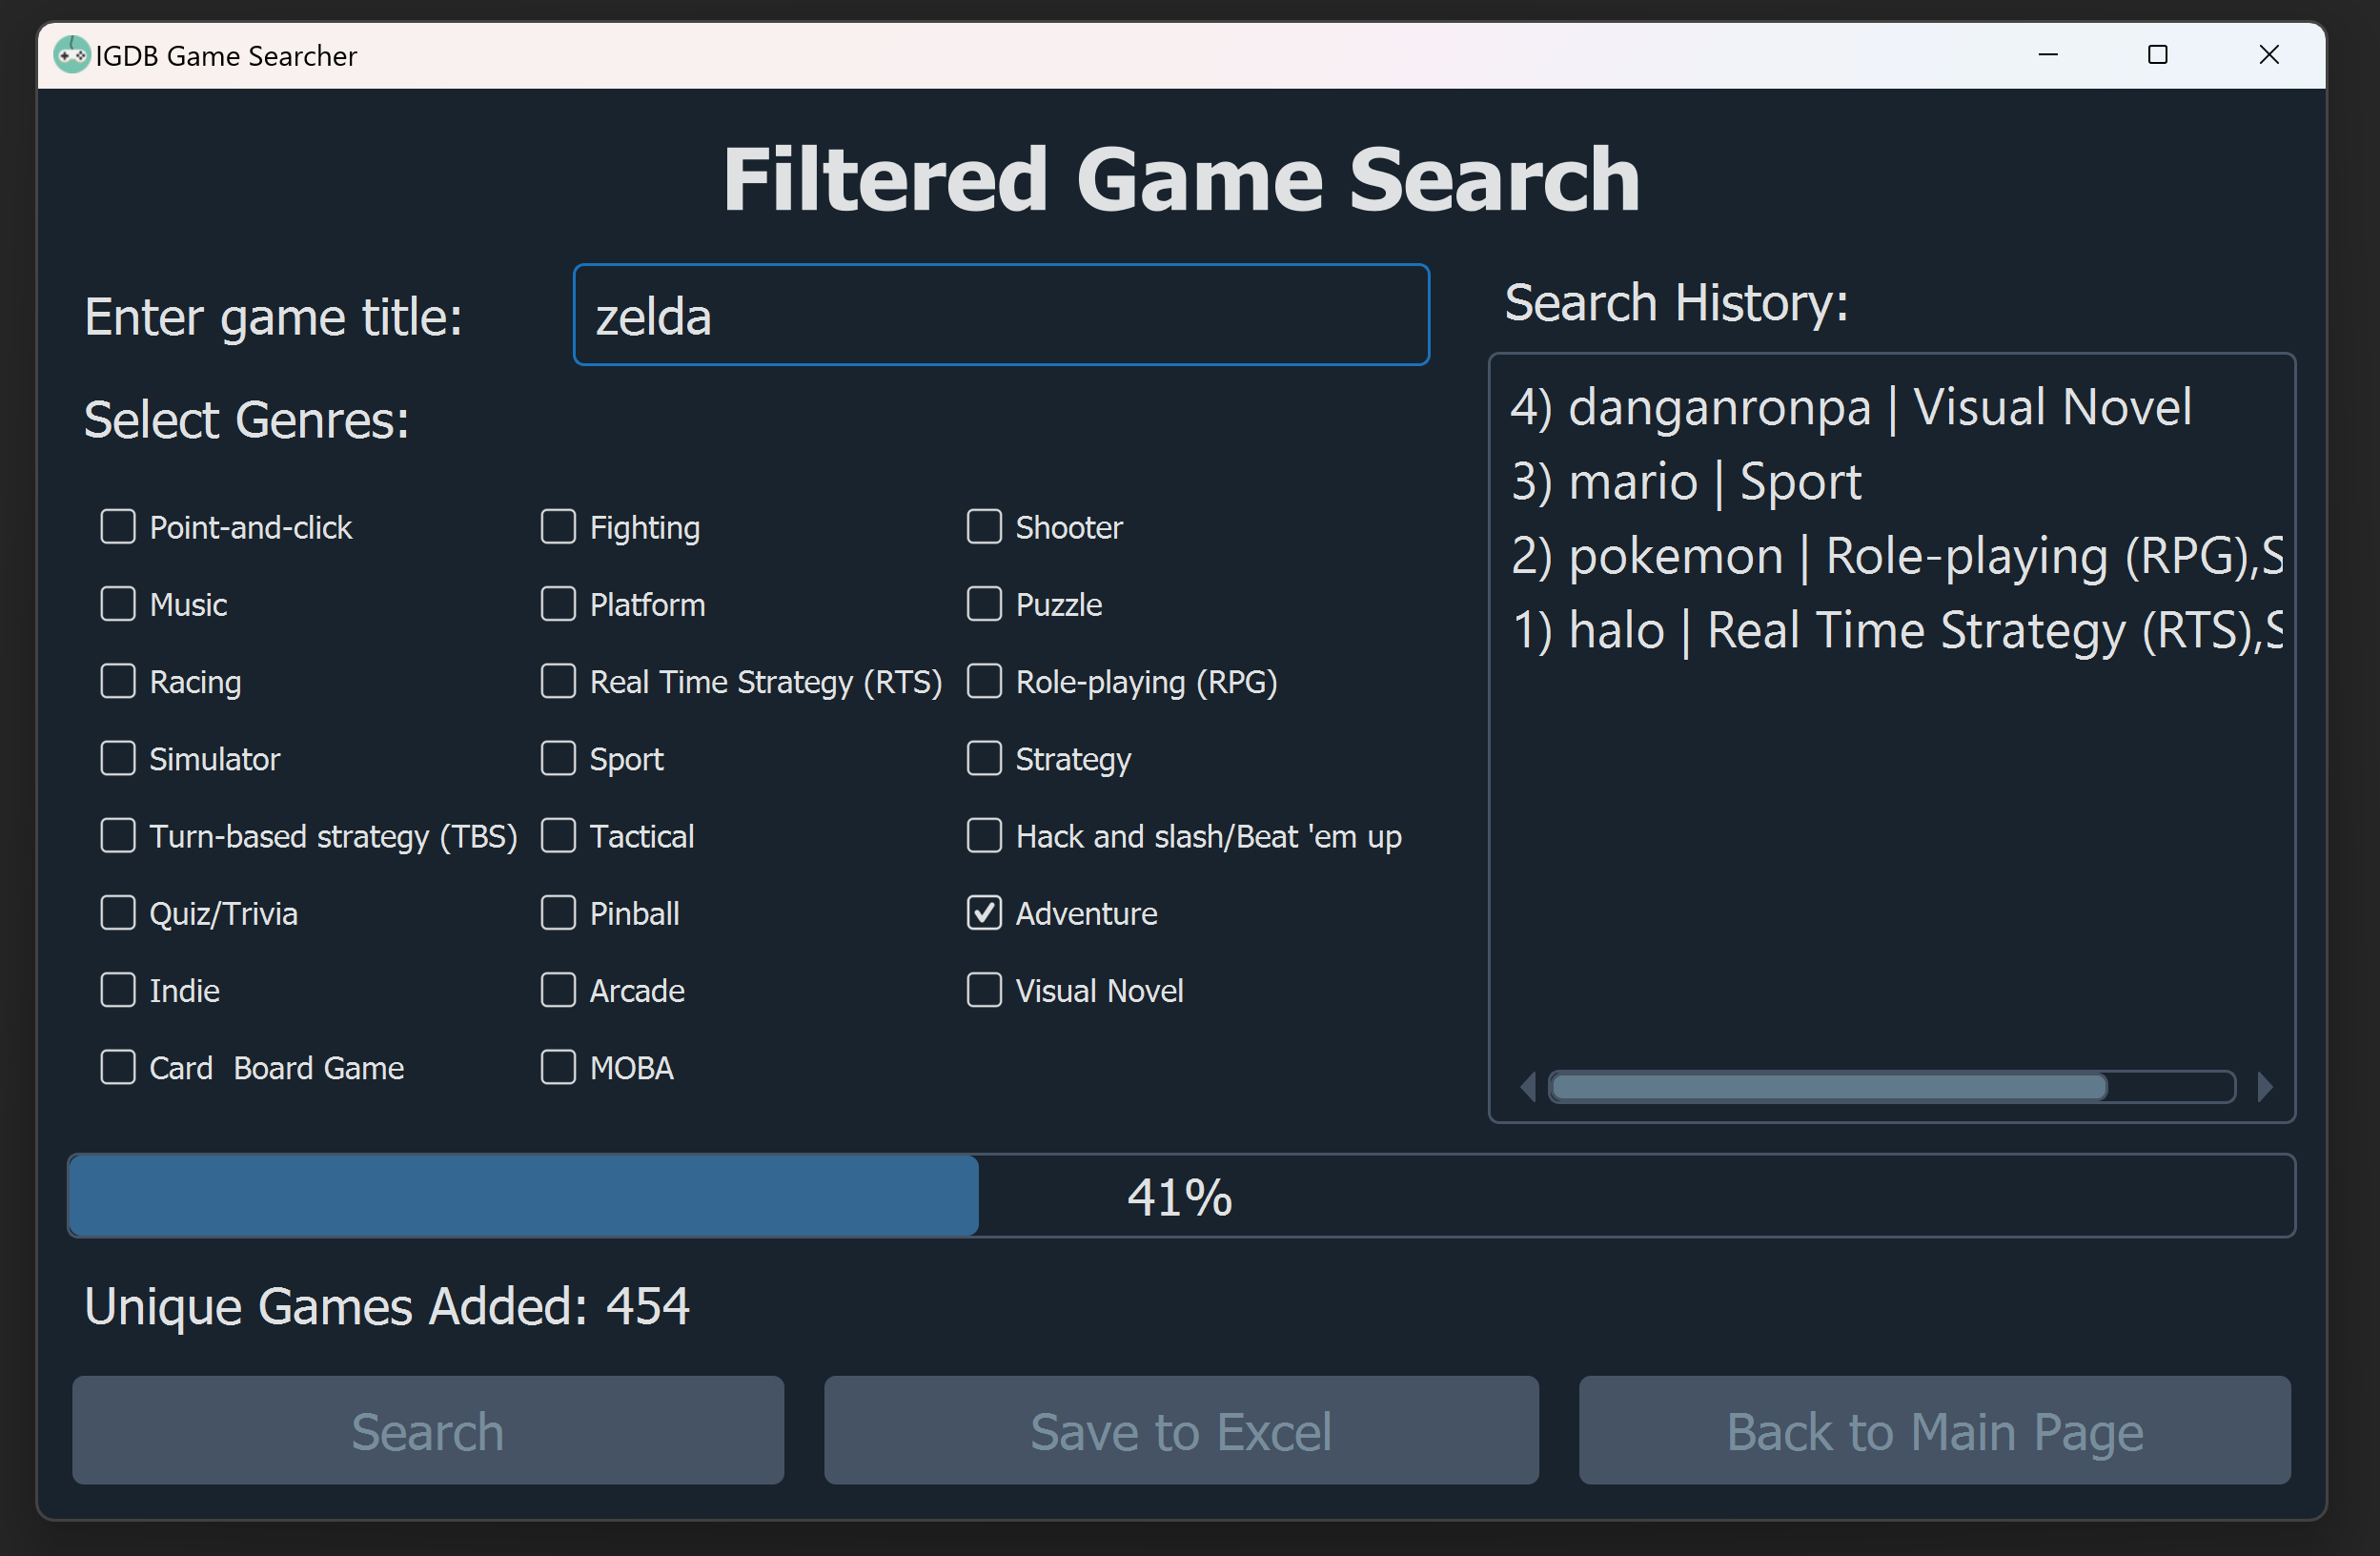 IGDB Game Searcher
Filtered Game Search
Enter game title:
zelda
Select Genres:
Point-and-click
Fighting
Shooter
Music
Platform
Puzzle
Racing
Real Time Strategy (RTS)
Role-playing (RPG)
Simulator
Sport
Strategy
Turn-based strategy (TBS)
Tactical
Hack and slash/Beat 'em up
Quiz/Trivia
Pinball
Adventure
Indie
Arcade
Visual Novel
Card  Board Game
MOBA
Search History:
4) danganronpa | Visual Novel
3) mario | Sport
2) pokemon | Role-playing (RPG),S
1) halo | Real Time Strategy (RTS),S
41%
Unique Games Added: 454
Search
Save to Excel
Back to Main Page